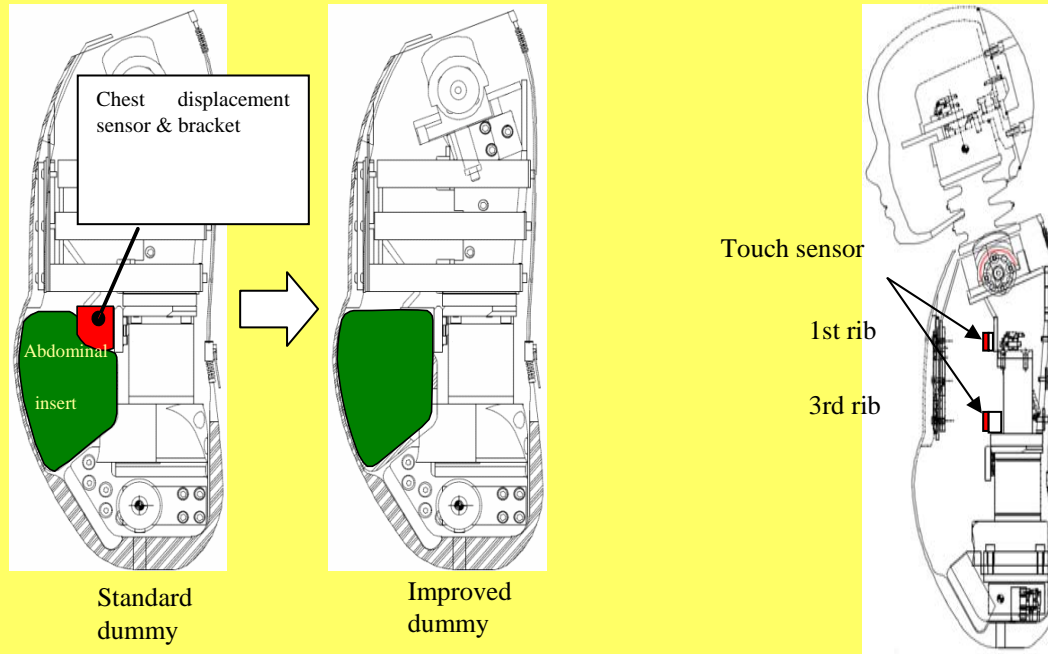 Chest displacement
sensor & bracket
Abdominal
insert
Standard
dummy
Improved
dummy
Touch sensor
1st rib
3rd rib